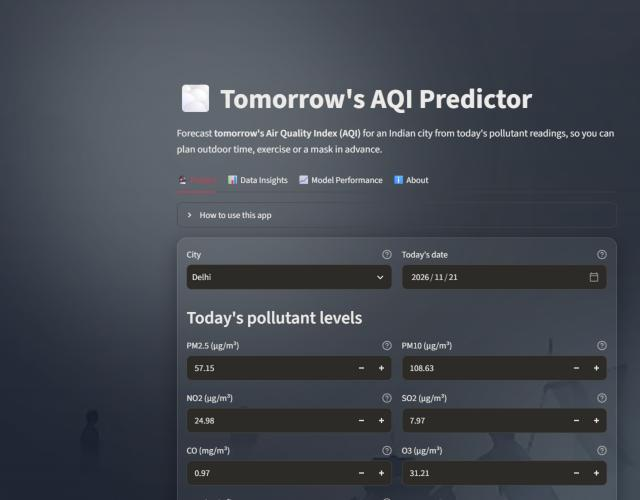 Tomorrow's AQI Predictor
Forecast tomorrow's Air Quality Index (AQI) for an Indian city from today's pollutant readings, so you can
plan outdoor time, exercise or a mask in advance.
Data Insights Model Performance About
How to use this app
City Today's date
Delhi 2026/11/21
Today's pollutant levels
PM2.5 (µg/m³) PM10 (µg/m³)
57.15 − + 108.63 − +
NO2 (µg/m³) SO2 (µg/m³)
24.98 − + 7.97 − +
CO (mg/m³) O3 (µg/m³)
0.97 − + 31.21 − +